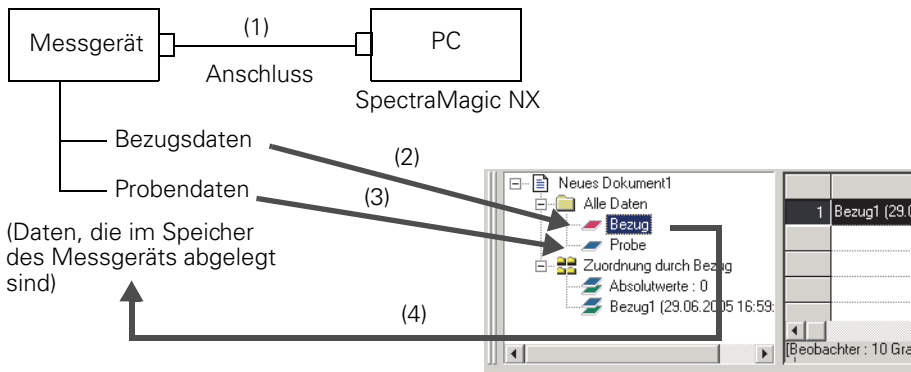 (1)
Messgerät
PC
Anschluss
SpectraMagic NX
Bezugsdaten
(2)
Probendaten
(3)
(Daten, die im Speicher
des Messgeräts abgelegt
sind)
(4)
Neues Dokument1
Alle Daten
Bezug
Probe
Zuordnung durch Bezug
Absolutwerte : 0
Bezug1 (29.06.2005 16:59:
1 Bezug1 (29.0
[Beobachter : 10 Gra